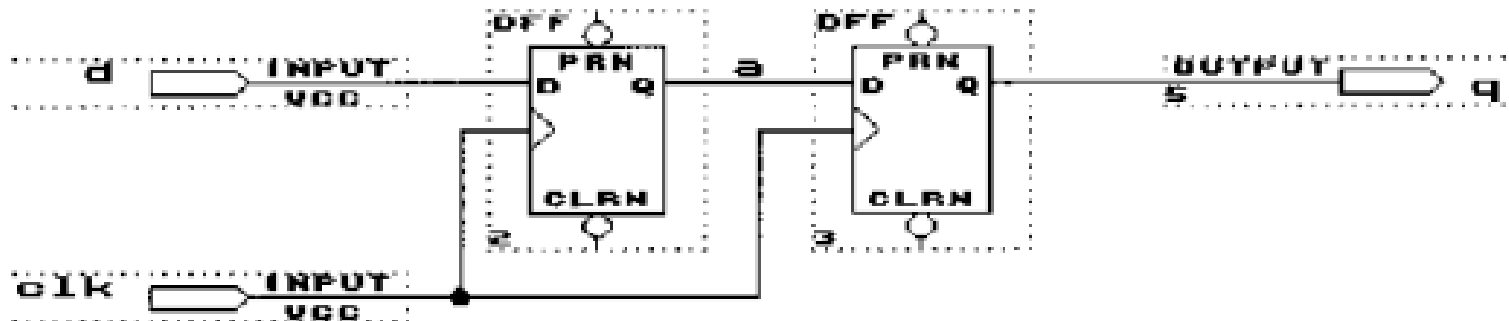 DFF
DFF
d
INPUT
VCC
PRN
D
Q
a
PRN
D
Q
OUTPUT
5
q
CLRN
2
CLRN
3
clk
INPUT
VCC